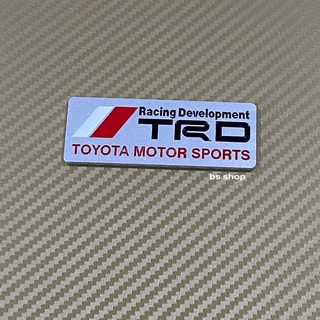 Racing Development
TRD
TOYOTA MOTOR SPORTS
bs shop